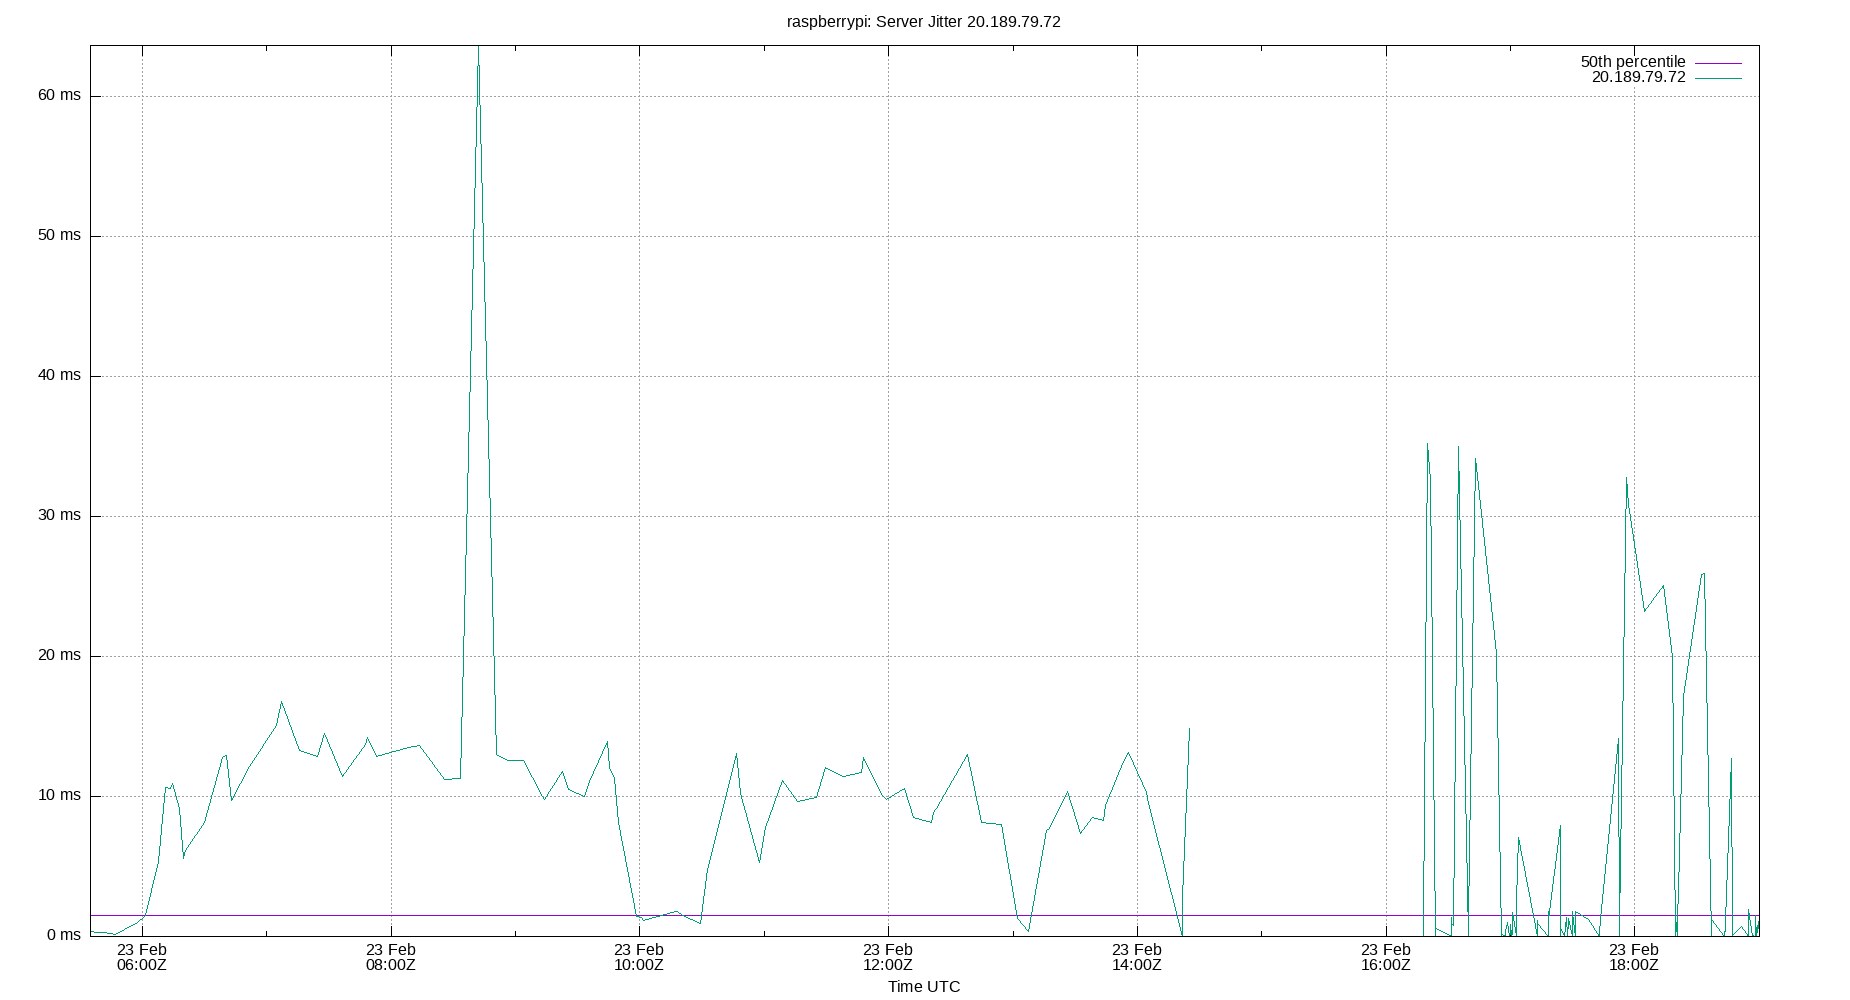 raspberrypi: Server Jitter 20.189.79.72
50th percentile
20.189.79.72
60 ms
50 ms
40 ms
30 ms
20 ms
10 ms
0 ms
23 Feb 23 Feb 23 Feb 23 Feb 23 Feb 23 Feb 23 Feb
06:00Z 08:00Z 10:00Z 12:00Z 14:00Z 16:00Z 18:00Z
Time UTC